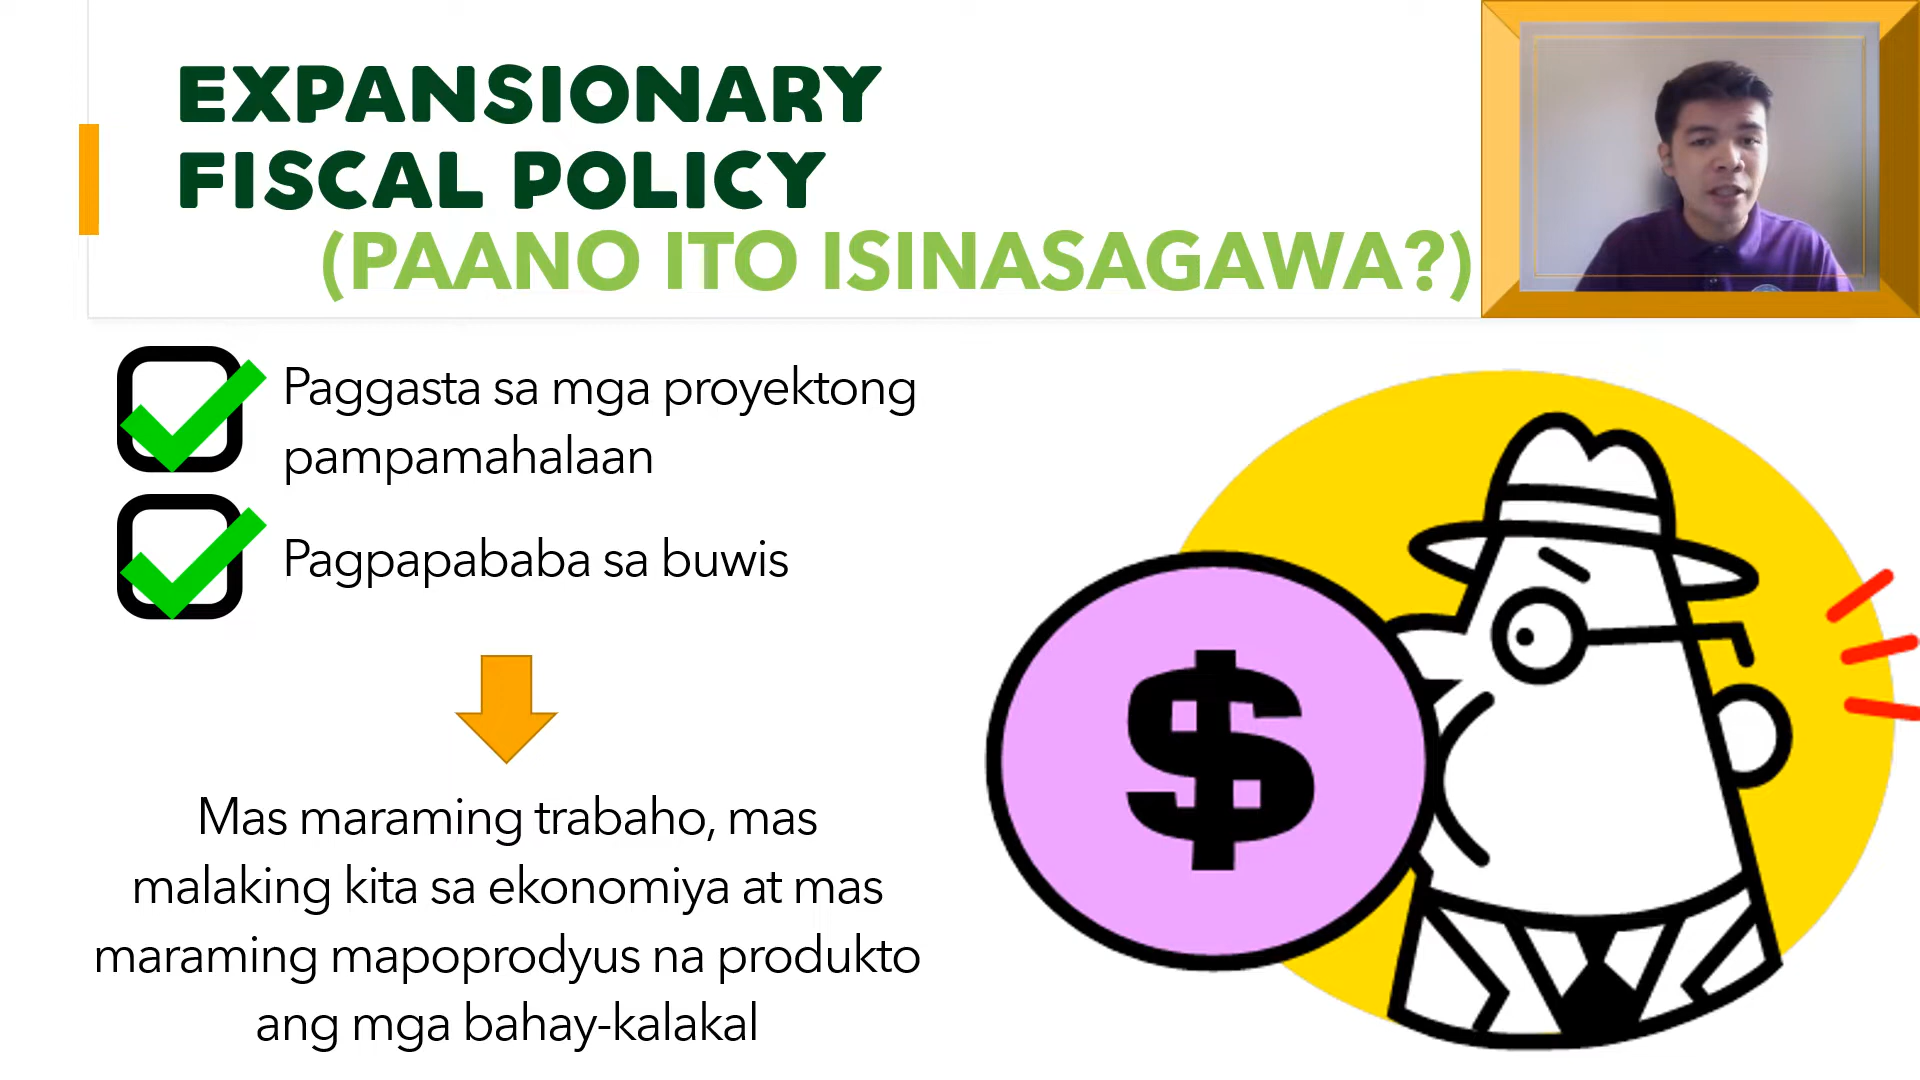 EXPANSIONARY
FISCAL POLICY
(PAANO ITO ISINASAGAWA?)
Paggasta sa mga proyektong
pampamahalaan
Pagpapababa sa buwis
Mas maraming trabaho, mas
malaking kita sa ekonomiya at mas
maraming mapoprodyus na produkto
ang mga bahay-kalakal
$